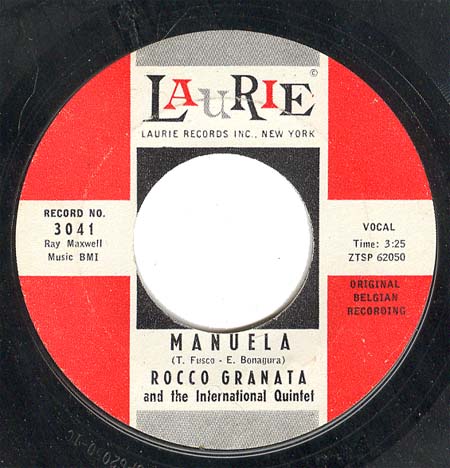 LAURIE ©
LAURIE RECORDS INC., NEW YORK
RECORD NO.
3041
Ray Maxwell
Music BMI
VOCAL
Time: 3:25
ZTSP 62050
ORIGINAL
BELGIAN
RECORDING
MANUELA
(T. Fusco - E. Bonagura)
ROCCO GRANATA
and the International Quintet